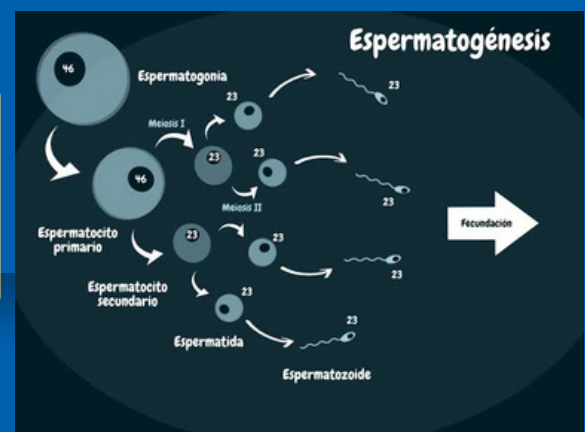 Espermatogénesis
46
Espermatogonia
23
23
Meiosis I
23
23
46
23
Meiosis II
Fecundación
Espermatocito
primario
23
23
23
Espermatocito
secundario
23
23
Espermatida
Espermatozoide